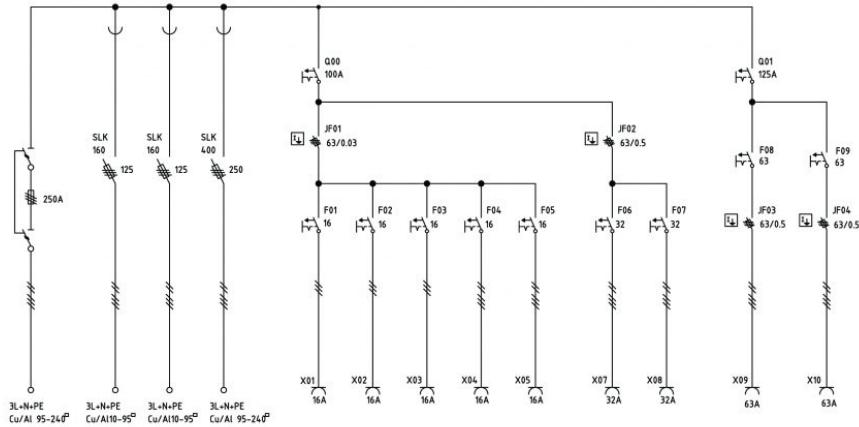 Q00
100A
Q01
125A
SLK
160
125
SLK
160
125
SLK
400
250
250A
I
JF01
63/0.03
I
JF02
63/0.5
F08
63
F09
63
F01
16
F02
16
F03
16
F04
16
F05
16
F06
32
F07
32
I
JF03
63/0.5
I
JF04
63/0.5
X01
16A
X02
16A
X03
16A
X04
16A
X05
16A
X07
32A
X08
32A
X09
63A
X10
63A
3L+N+PE
Cu/Al 95-240□
3L+N+PE
Cu/Al10-95□
3L+N+PE
Cu/Al10-95□
3L+N+PE
Cu/Al 95-240□